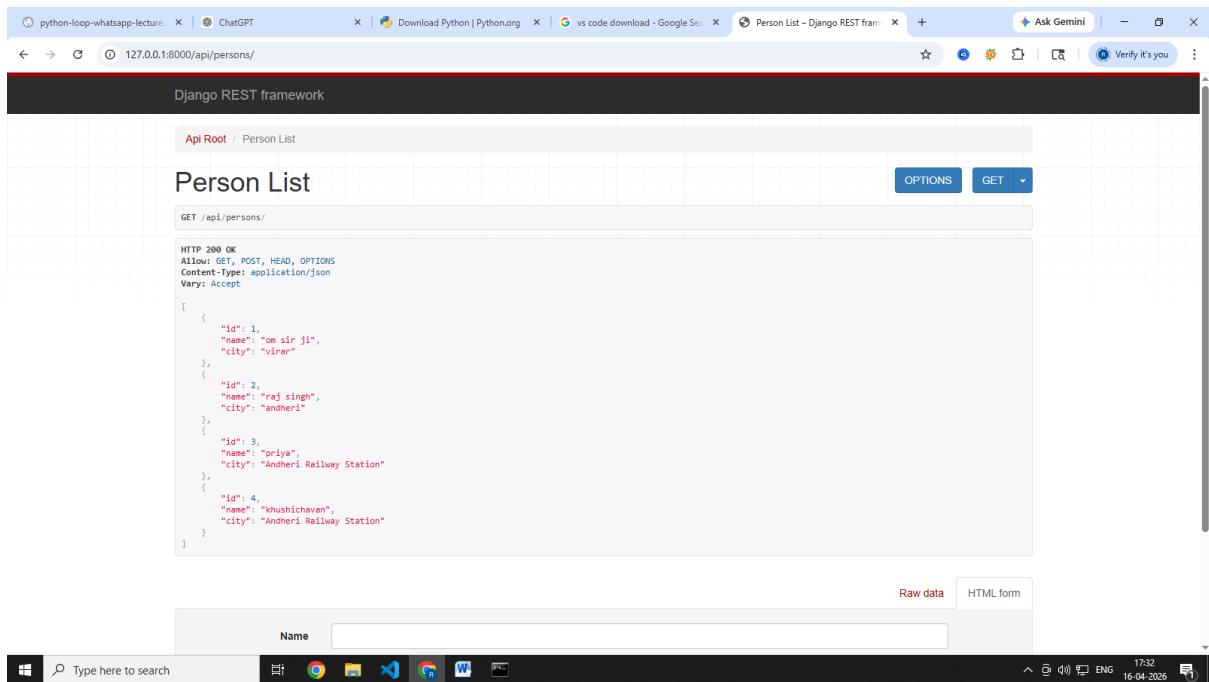 python-loop-whatsapp-lecture.
ChatGPT
Download Python | Python.org
vs code download - Google Sea
Person List – Django REST fram
Ask Gemini
127.0.0.1:8000/api/persons/
Verify it's you
Django REST framework
Api Root / Person List
Person List
OPTIONS
GET
GET /api/persons/
HTTP 200 OK
Allow: GET, POST, HEAD, OPTIONS
Content-Type: application/json
Vary: Accept
[
{
"id": 1,
"name": "om sir ji",
"city": "virar"
},
{
"id": 2,
"name": "raj singh",
"city": "andheri"
},
{
"id": 3,
"name": "priya",
"city": "Andheri Railway Station"
},
{
"id": 4,
"name": "khushichavan",
"city": "Andheri Railway Station"
}
]
Raw data
HTML form
Name
Type here to search
ENG
17:32
16-04-2026